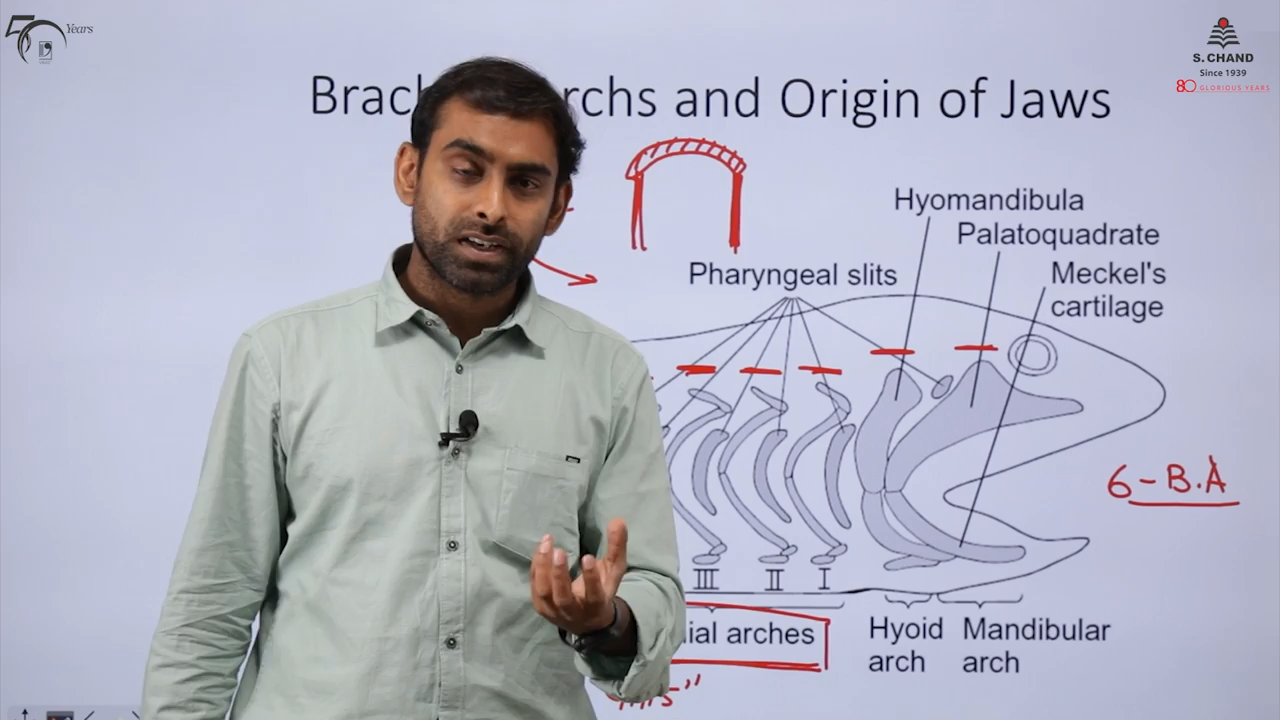 Years
S. CHAND
Since 1939
80 GLORIOUS YEARS
Brach archs and Origin of Jaws
Hyomandibula
Palatoquadrate
Pharyngeal slits
Meckel's
cartilage
6-B.A
III II I
ial arches
Hyoid
arch
Mandibular
arch